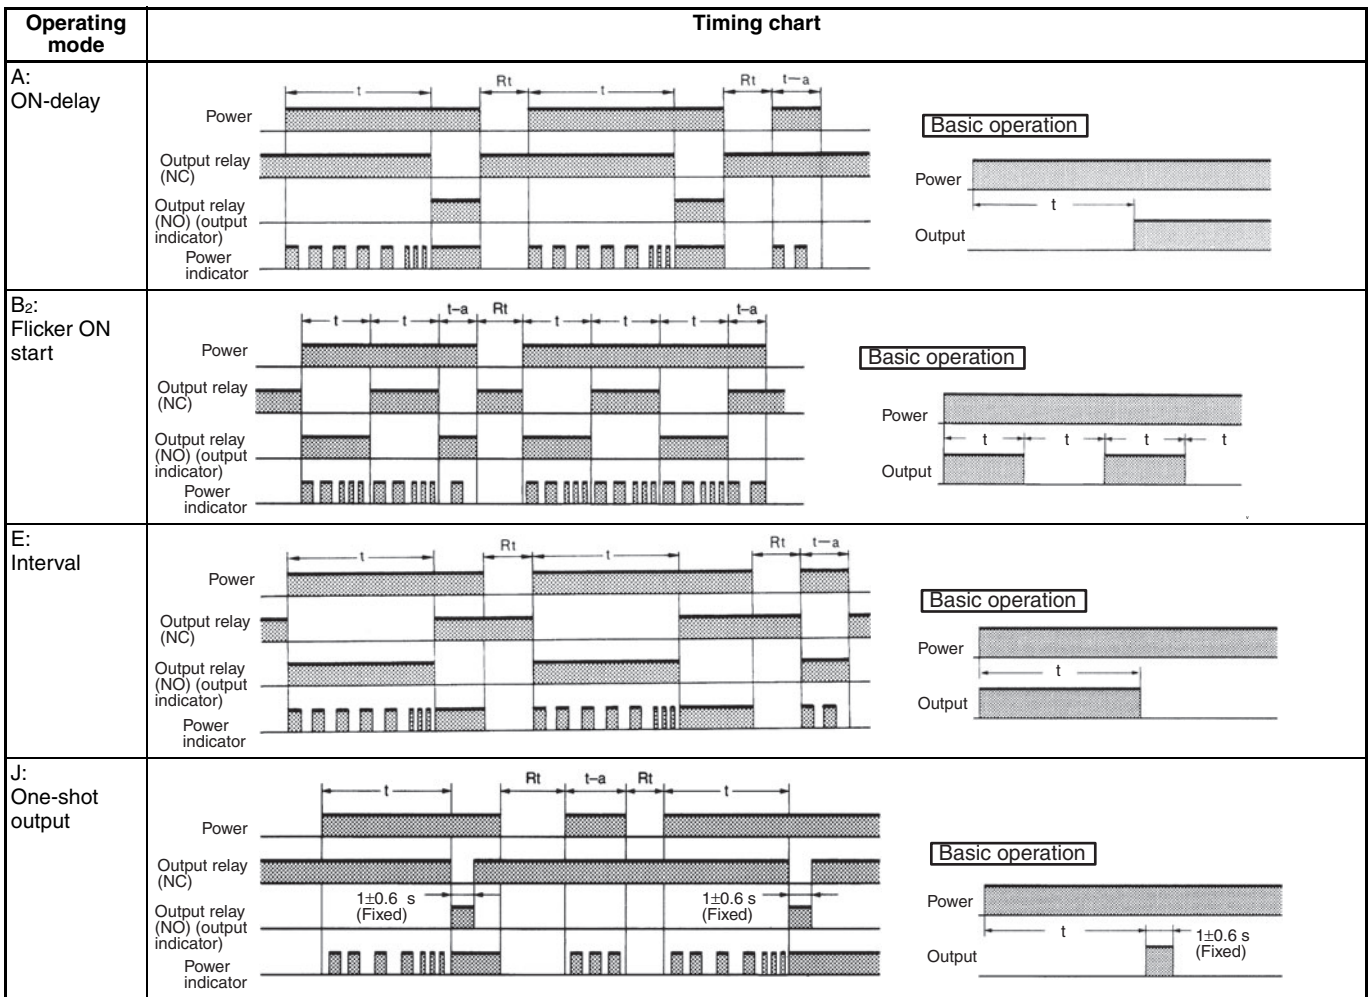 Operating
mode
Timing chart
A:
ON-delay
t
Rt
t
Rt
t–a
Power
Output relay
(NC)
Output relay
(NO) (output
indicator)
Power
indicator
Basic operation
Power
t
Output
B2:
Flicker ON
start
t
t
t–a
Rt
t
t
t
t–a
Power
Output relay
(NC)
Output relay
(NO) (output
indicator)
Power
indicator
Basic operation
Power
t
t
t
t
Output
E:
Interval
t
Rt
t
Rt
t–a
Power
Output relay
(NC)
Output relay
(NO) (output
indicator)
Power
indicator
Basic operation
Power
t
Output
J:
One-shot
output
t
Rt
t–a
Rt
t
Power
Output relay
(NC)
1±0.6 s
(Fixed)
1±0.6 s
(Fixed)
Output relay
(NO) (output
indicator)
Power
indicator
Basic operation
Power
t
1±0.6 s
(Fixed)
Output